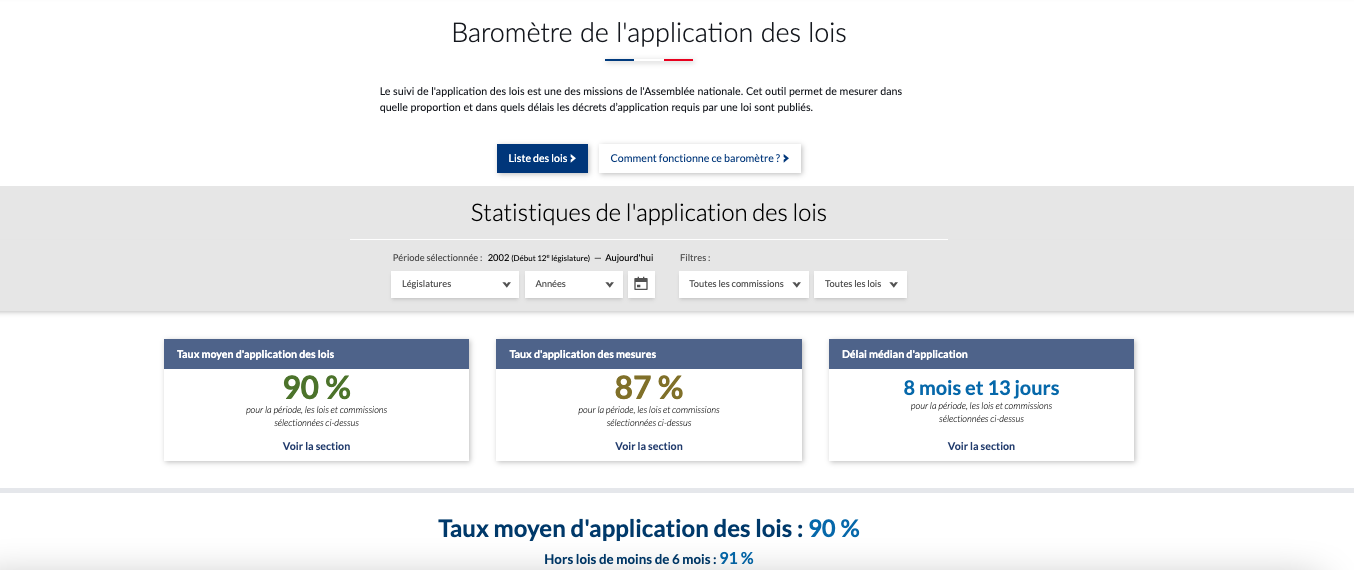 Baromètre de l'application des lois
Le suivi de l'application des lois est une des missions de l'Assemblée nationale. Cet outil permet de mesurer dans
quelle proportion et dans quels délais les décrets d'application requis par une loi sont publiés.
Liste des lois
Comment fonctionne ce baromètre ?
Statistiques de l'application des lois
Période sélectionnée : 2002 (Début 12e législature) — Aujourd'hui
Filtres :
Législatures
Années
Toutes les commissions
Toutes les lois
Taux moyen d'application des lois
90 %
pour la période, les lois et commissions
sélectionnées ci-dessus
Voir la section
Taux d'application des mesures
87 %
pour la période, les lois et commissions
sélectionnées ci-dessus
Voir la section
Délai médian d'application
8 mois et 13 jours
pour la période, les lois et commissions
sélectionnées ci-dessus
Voir la section
Taux moyen d'application des lois : 90 %
Hors lois de moins de 6 mois : 91 %